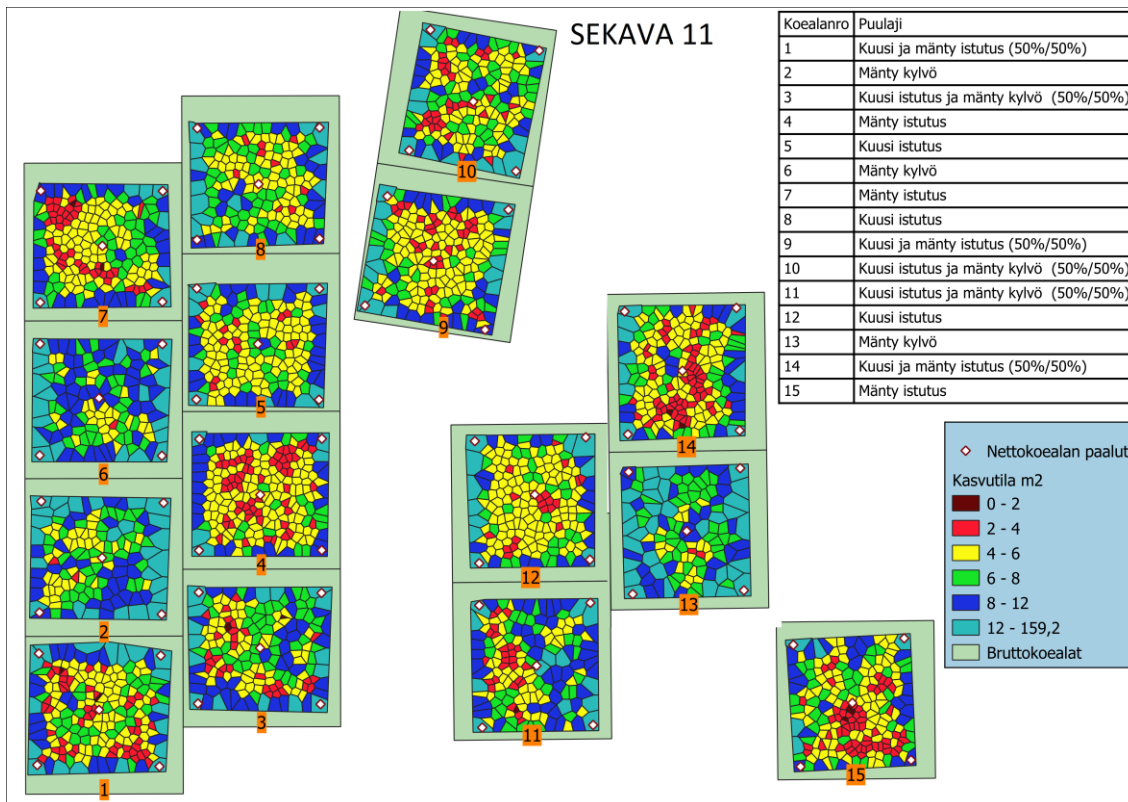 SEKAVA 11
Koealanro Puulaji
1 Kuusi ja mänty istutus (50%/50%)
2 Mänty kylvö
3 Kuusi istutus ja mänty kylvö (50%/50%)
4 Mänty istutus
5 Kuusi istutus
6 Mänty kylvö
7 Mänty istutus
8 Kuusi istutus
9 Kuusi ja mänty istutus (50%/50%)
10 Kuusi istutus ja mänty kylvö (50%/50%)
11 Kuusi istutus ja mänty kylvö (50%/50%)
12 Kuusi istutus
13 Mänty kylvö
14 Kuusi ja mänty istutus (50%/50%)
15 Mänty istutus
10
8
7
9
5
14
6
4
12
13
2
3
11
15
1
Nettokoealan paalut
Kasvutila m2
0 - 2
2 - 4
4 - 6
6 - 8
8 - 12
12 - 159,2
Bruttokoealat